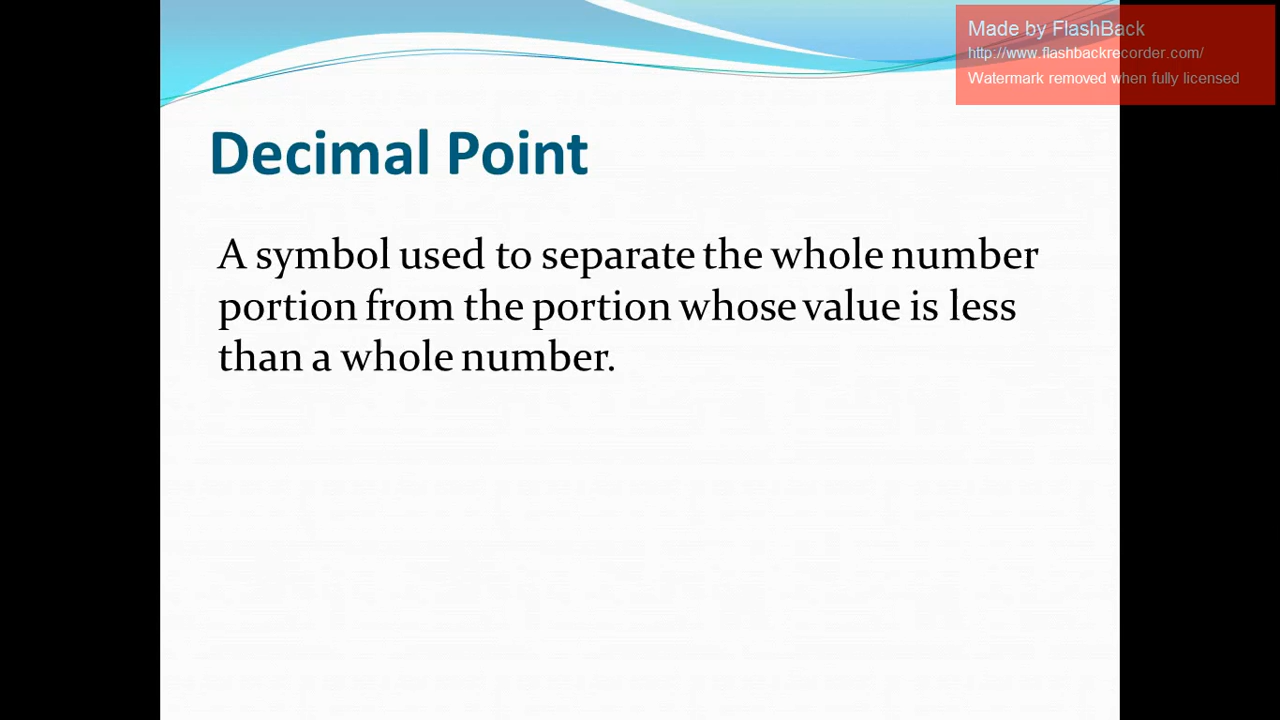 Made by FlashBack
http://www.flashbackrecorder.com/
Watermark removed when fully licensed
Decimal Point
A symbol used to separate the whole number
portion from the portion whose value is less
than a whole number.